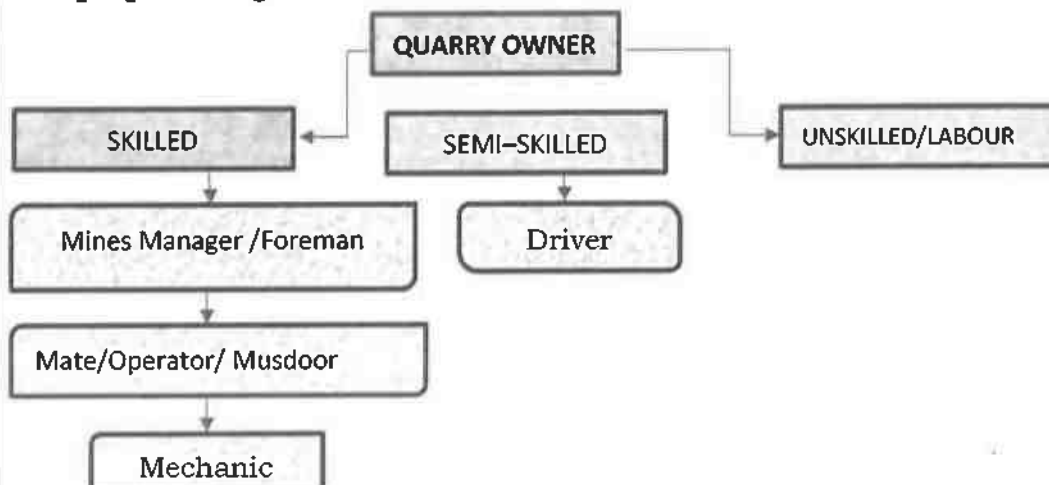 QUARRY OWNER
SKILLED
SEMI–SKILLED
UNSKILLED/LABOUR
Mines Manager /Foreman
Driver
Mate/Operator/ Musdoor
Mechanic